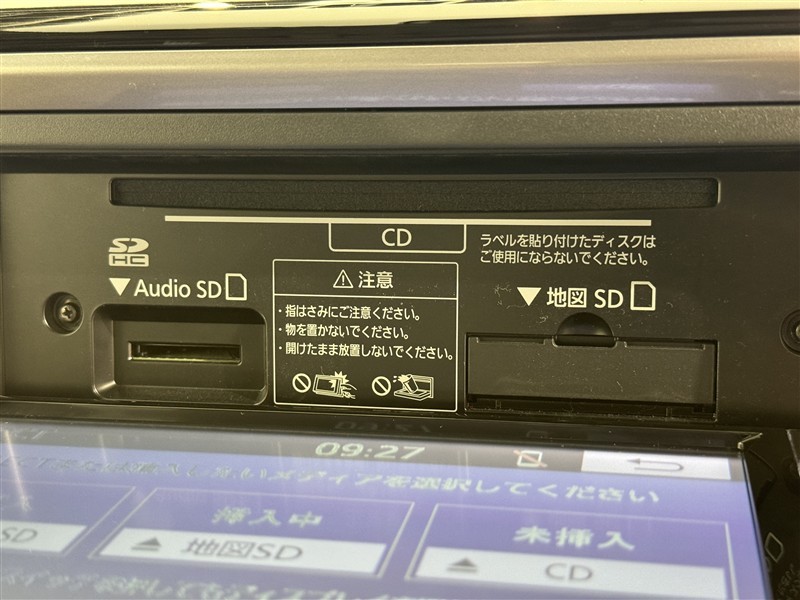 CD
ラベルを貼り付けたディスクは
ご使用にならないでください。
SD
HC
▼Audio SD
⚠注意
・指はさみにご注意ください。
・物を置かないでください。
・開けたまま放置しないでください。
▼地図 SD
09:27
メディアを選択してください
SD
挿入中
地図SD
未挿入
CD